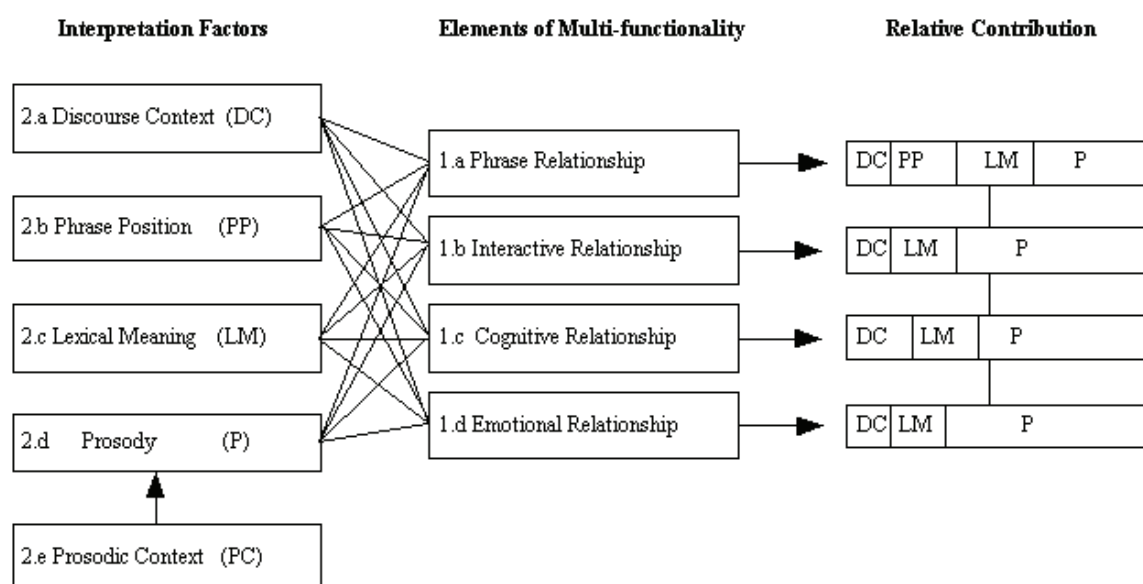 Interpretation Factors
Elements of Multi-functionality
Relative Contribution
2.a Discourse Context (DC)
2.b Phrase Position (PP)
2.c Lexical Meaning (LM)
2.d Prosody (P)
2.e Prosodic Context (PC)
1.a Phrase Relationship
1.b Interactive Relationship
1.c Cognitive Relationship
1.d Emotional Relationship
DC PP LM P
DC LM P
DC LM P
DC LM P